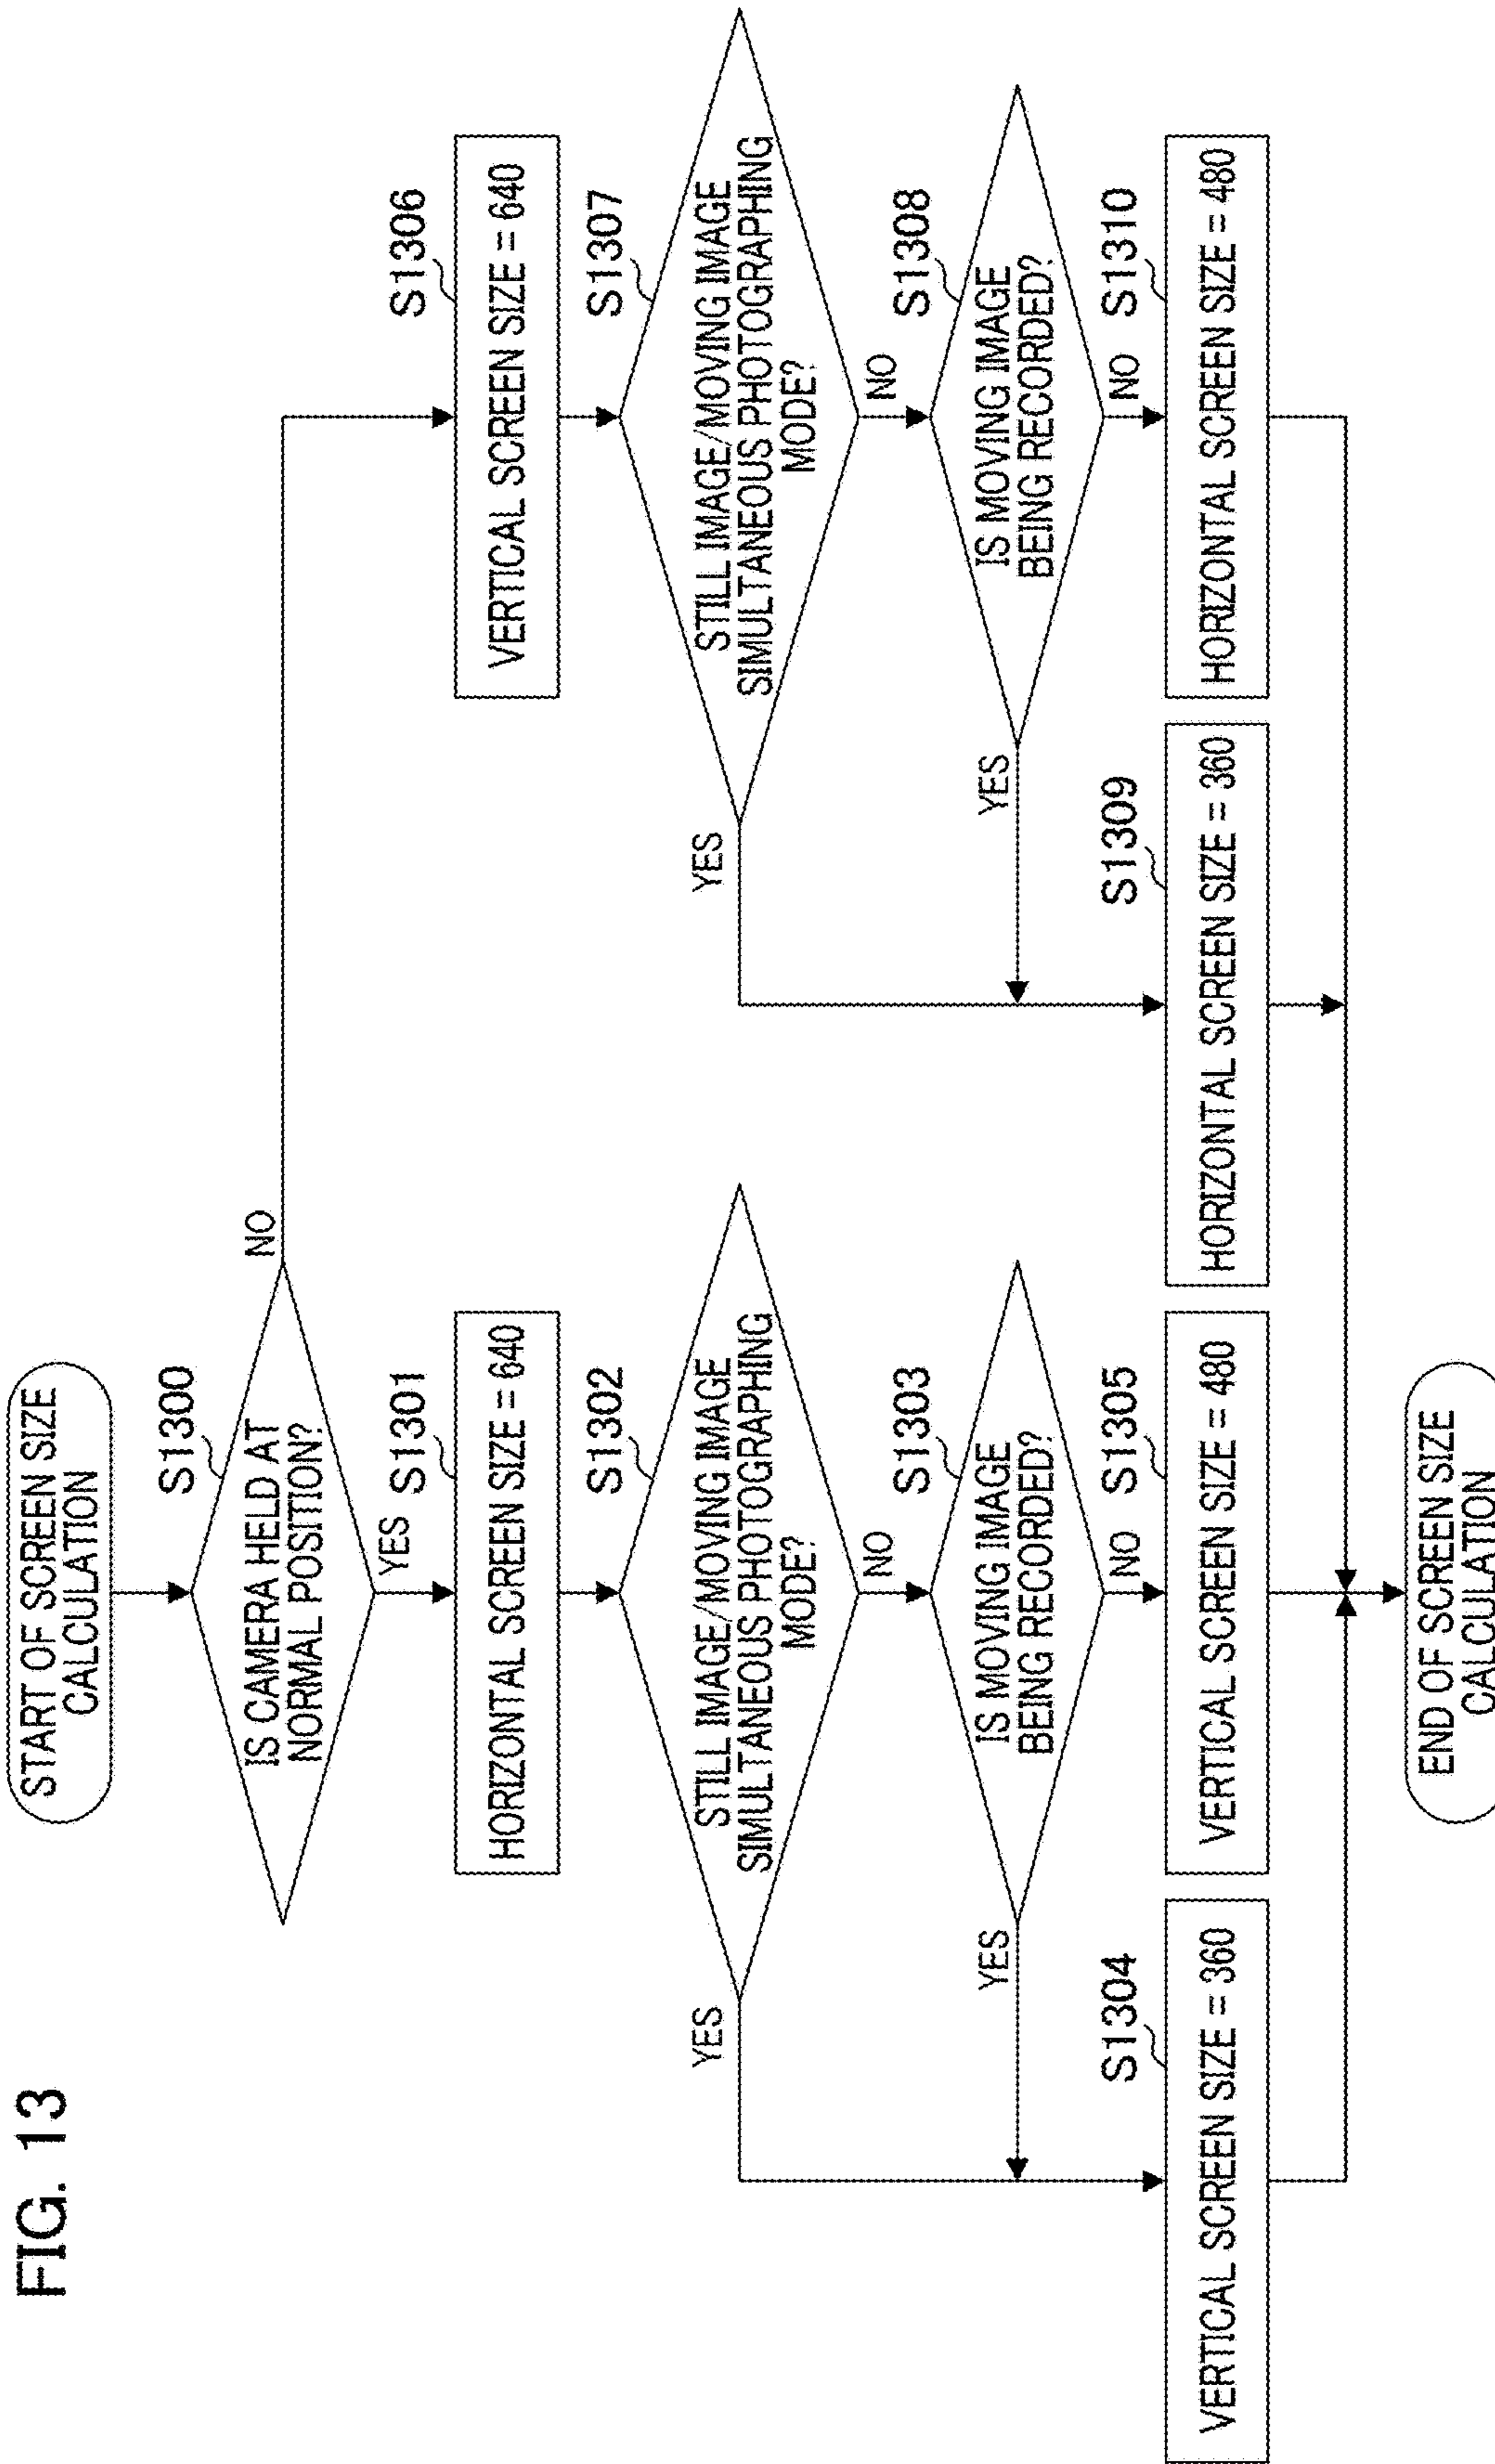 FIG. 13
START OF SCREEN SIZE
CALCULATION
S1300
IS CAMERA HELD AT
NORMAL POSITION?
NO
YES
S1301
HORIZONTAL SCREEN SIZE = 640
S1302
STILL IMAGE/MOVING IMAGE
SIMULTANEOUS PHOTOGRAPHING
MODE?
YES
NO
S1303
IS MOVING IMAGE
BEING RECORDED?
YES
NO
S1304
VERTICAL SCREEN SIZE = 360
S1305
VERTICAL SCREEN SIZE = 480
S1306
VERTICAL SCREEN SIZE = 640
S1307
STILL IMAGE/MOVING IMAGE
SIMULTANEOUS PHOTOGRAPHING
MODE?
YES
NO
S1308
IS MOVING IMAGE
BEING RECORDED?
YES
NO
S1309
HORIZONTAL SCREEN SIZE = 360
S1310
HORIZONTAL SCREEN SIZE = 480
END OF SCREEN SIZE
CALCULATION